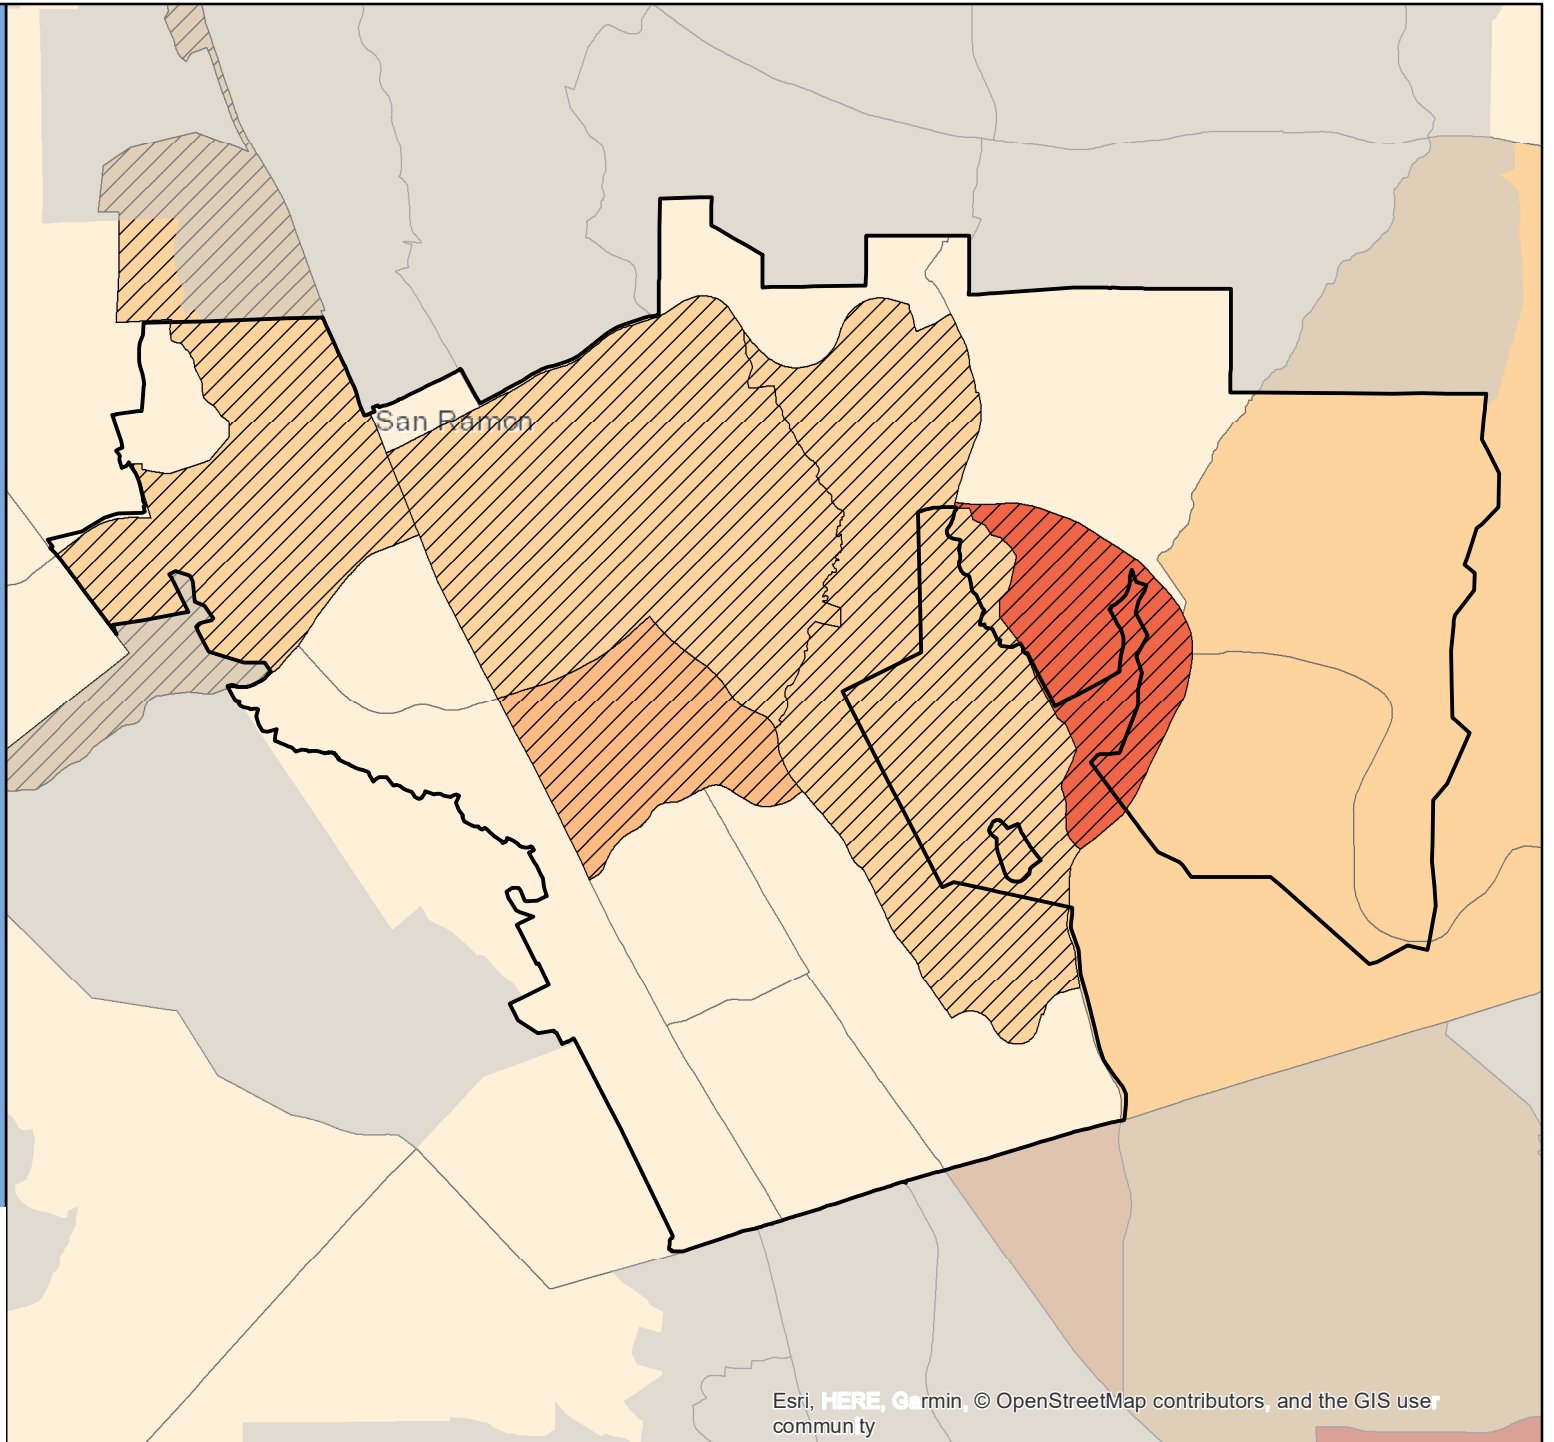 San Ramon
Esri, HERE, Garmin, © OpenStreetMap contributors, and the GIS user
community